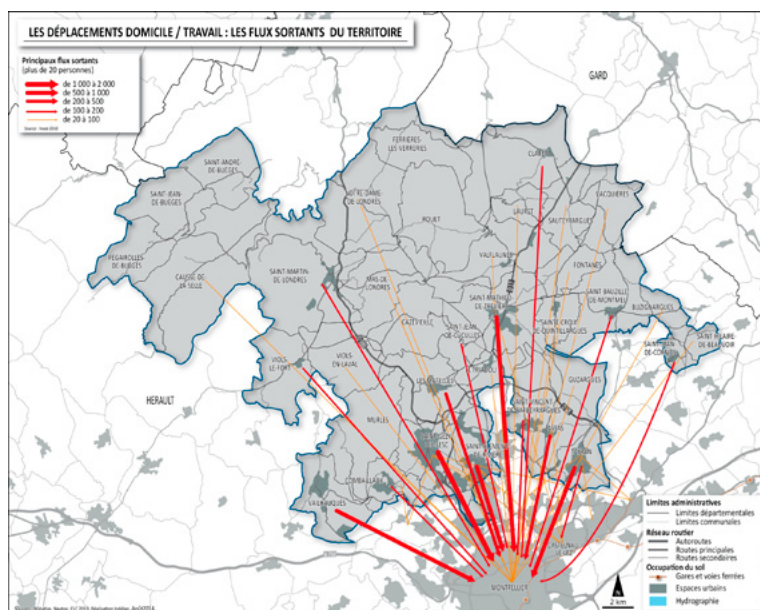 LES DÉPLACEMENTS DOMICILE / TRAVAIL : LES FLUX SORTANTS DU TERRITOIRE
Principaux flux sortants
(plus de 20 personnes)
de 1 000 à 2 000
de 500 à 1 000
de 200 à 500
de 100 à 200
de 20 à 100
GARD
FERRIÈRES-
LES-VERRERIES
SAINT-ANDRÉ-
DE-BUÈGES
VACQUIÈRES
SAINT-JEAN-
DE-BUÈGES
NOTRE-DAME-
DE-LONDRES
LAURET
ROUET
SAUTEYRARGUES
PÉGAIROLLES-
DE-BUÈGES
VALFLAUNÈS
FONTANÈS
SAINT-MARTIN-
DE-LONDRES
CAUSSE-DE-
LA-SELLE
MAS-DE-
LONDRES
SAINT-BAUZILLE-
DE-MONTMEL
SAINT-MATHIEU-
DE-TRÉVIERS
BUZIGNARGUES
CAZEVIEILLE
SAINTE-CROIX-
DE-QUINTILLARGUES
SAINT-JEAN-
DE-CUCULLES
SAINT-HILAIRE-
DE-BEAUVOIR
SAINT-JEAN-
DE-CORNIES
VIOLS-
EN-LAVAL
VIOLS-
LE-FORT
GUZARGUES
HERAULT
MURLES
COMBAILLAUX
VAILHAUQUÈS
MONTPELLIER
Limites administratives
Limites départementales
Limites communales
Réseau routier
Autoroutes
Routes principales
Routes secondaires
Occupation du sol
Gares et voies ferrées
Espaces urbains
Hydrographie
N
2 km